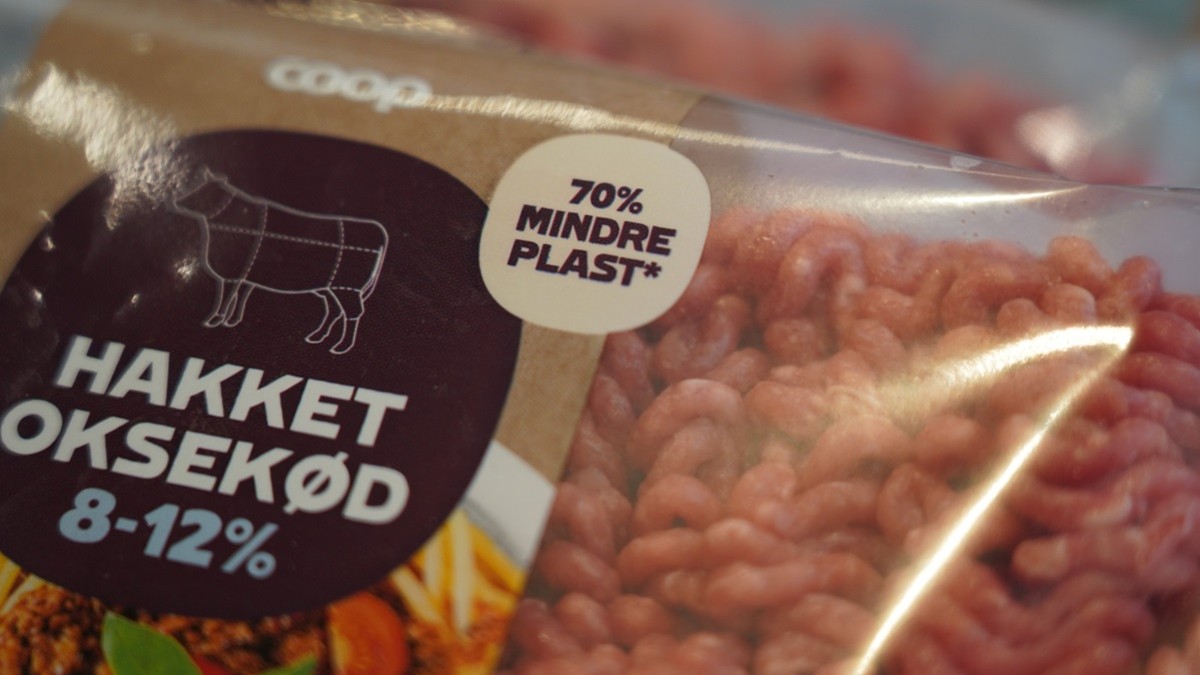 coop
70%
MINDRE
PLAST*
HAKKET
OKSEKØD
8-12%